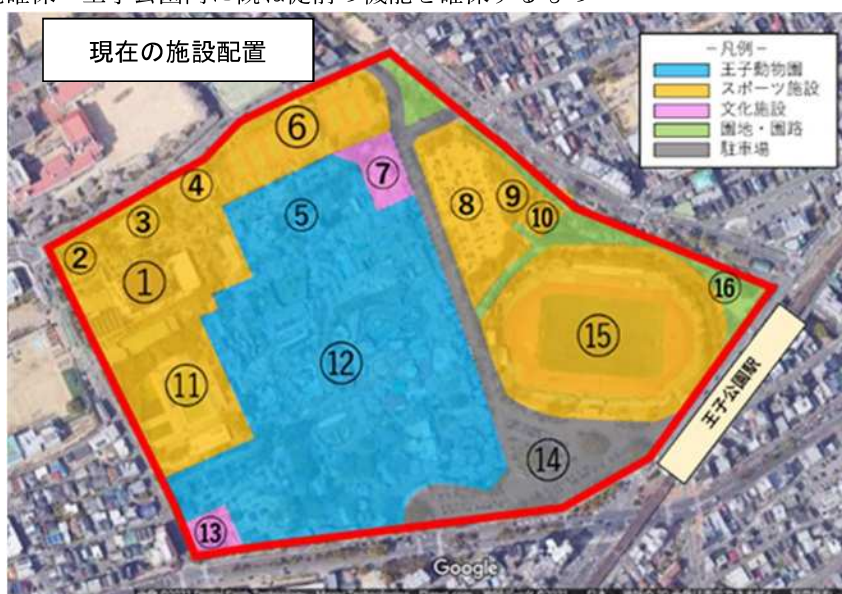 現在の施設配置
－凡例－
王子動物園
スポーツ施設
文化施設
園地・園路
駐車場
⑥
⑦
④
⑧
⑨
⑩
③
⑤
②
①
⑯
⑮
⑫
⑪
⑭
⑬
王子公園駅
Google